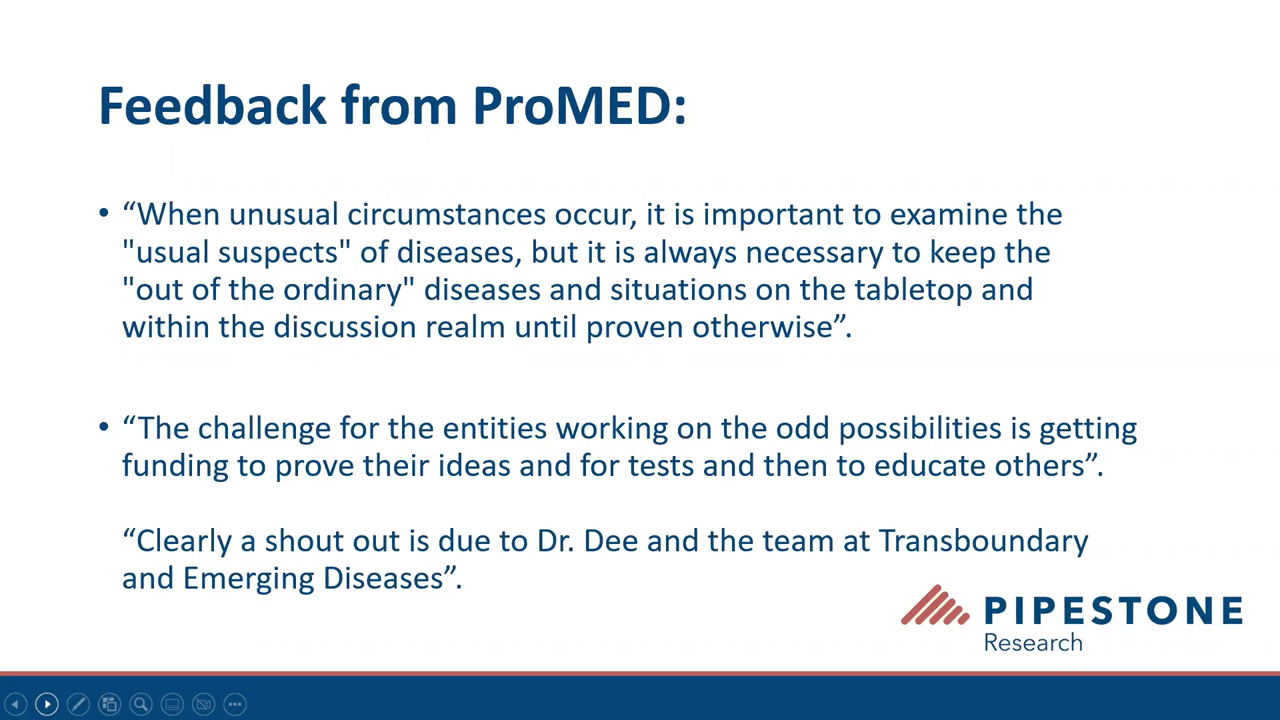 Feedback from ProMED:
• “When unusual circumstances occur, it is important to examine the
"usual suspects" of diseases, but it is always necessary to keep the
"out of the ordinary" diseases and situations on the tabletop and
within the discussion realm until proven otherwise”.
• “The challenge for the entities working on the odd possibilities is getting
funding to prove their ideas and for tests and then to educate others”.
“Clearly a shout out is due to Dr. Dee and the team at Transboundary
and Emerging Diseases”.
PIPESTONE
Research